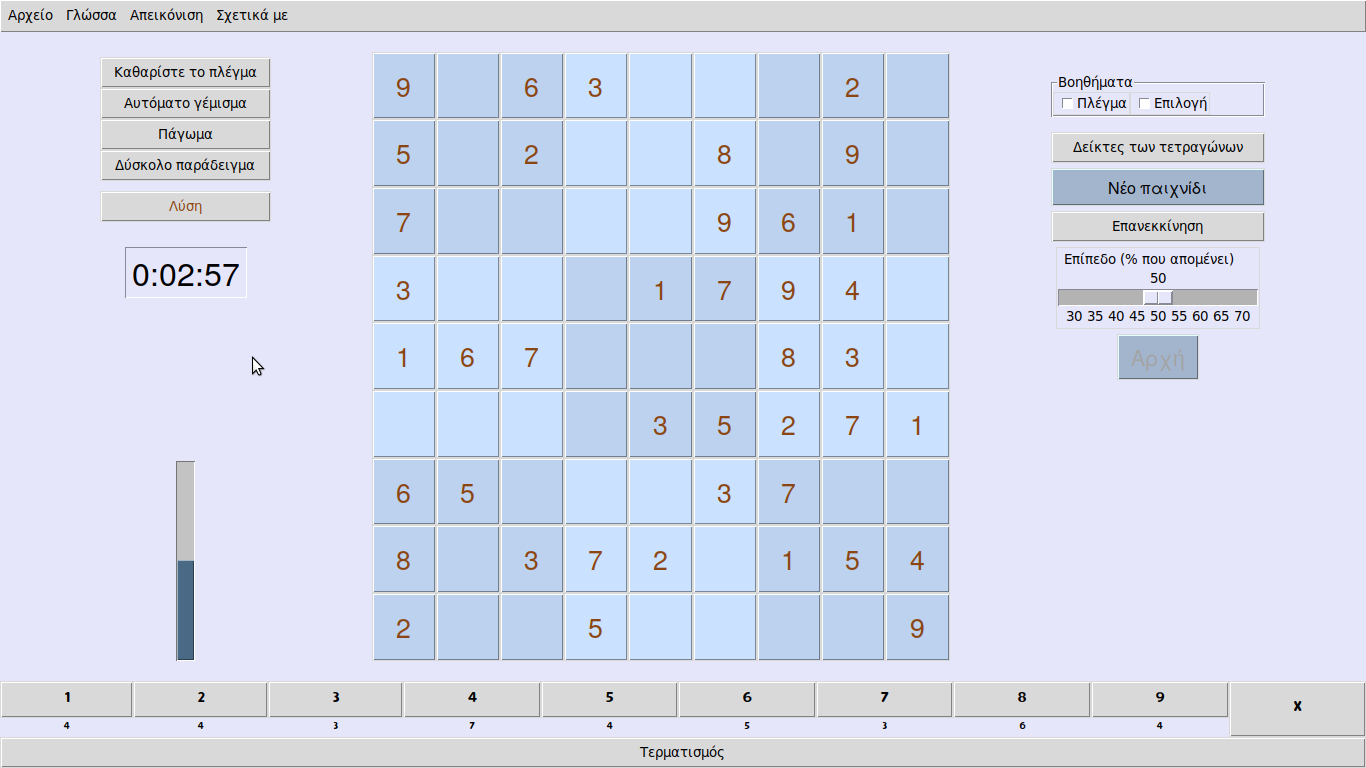 Αρχείο Γλώσσα Απεικόνιση Σχετικά με
Καθαρίστε το πλέγμα
Αυτόματο γέμισμα
Πάγωμα
Δύσκολο παράδειγμα
Λύση
0:02:57
9 6 3 2
5 2 8 9
7 9 6 1
3 1 7 9 4
1 6 7 8 3
3 5 2 7 1
6 5 3 7
8 3 7 2 1 5 4
2 5 9
Βοηθήματα
Πλέγμα Επιλογή
Δείκτες των τετραγώνων
Νέο παιχνίδι
Επανεκκίνηση
Επίπεδο (% που απομένει)
50
30 35 40 45 50 55 60 65 70
Αρχή
1 2 3 4 5 6 7 8 9 x
4 4 3 7 4 5 3 6 4
Τερματισμός